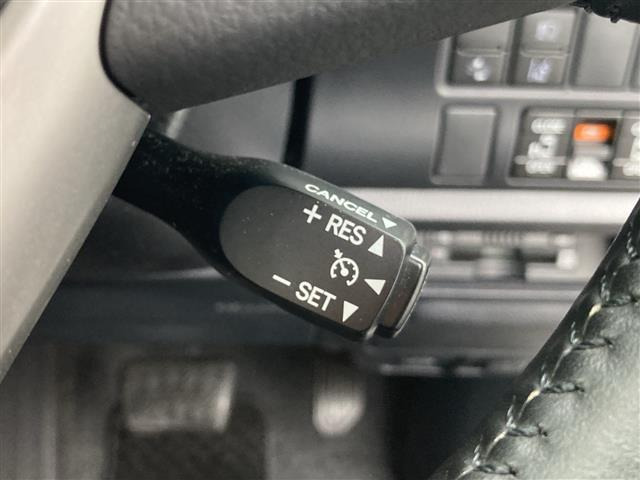 CANCEL▼
+ RES ▲
− SET ▼